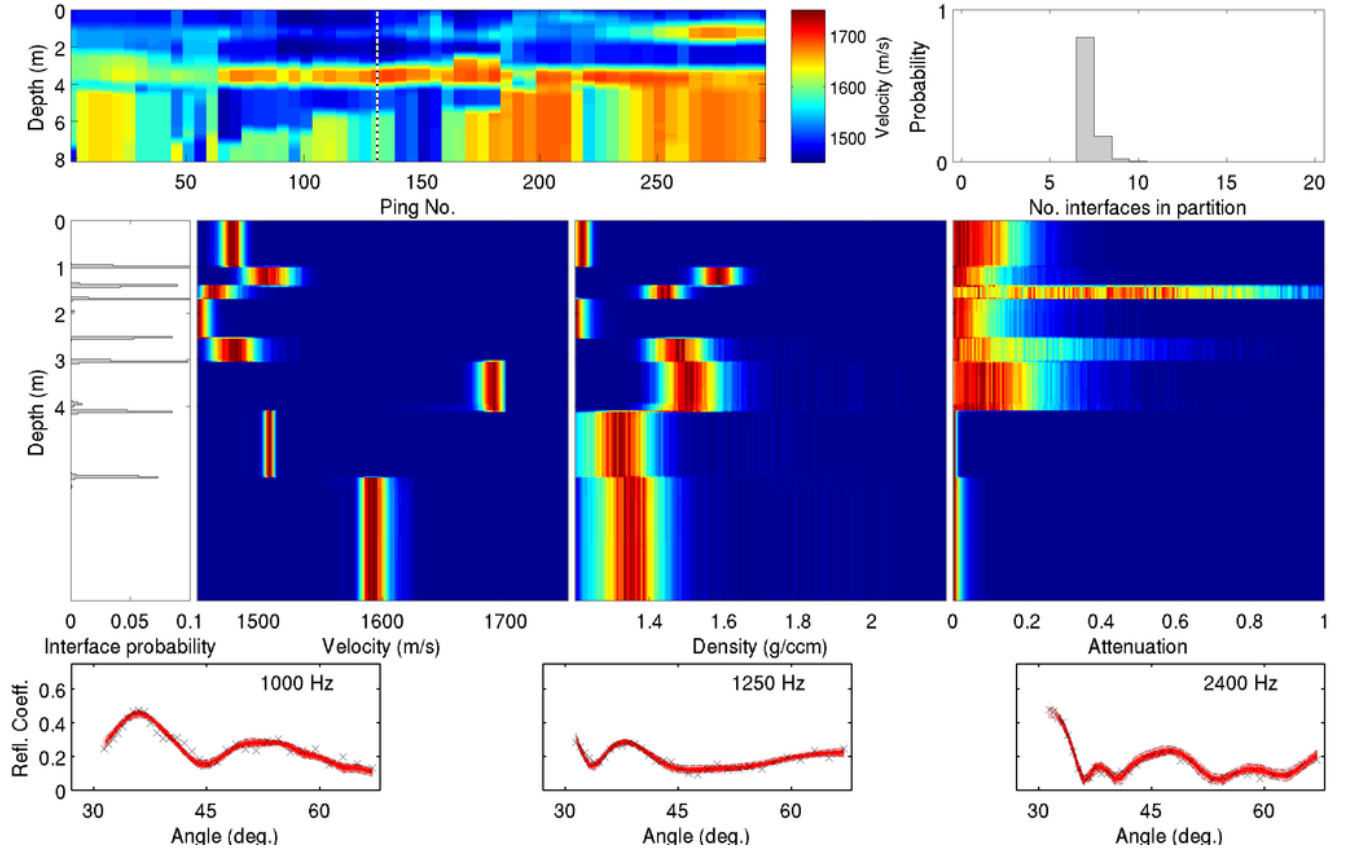 0
2
4
6
8
Depth (m)
50 100 150 200 250
Ping No.
1700
1600
1500
Velocity (m/s)
1
0
Probability
0 5 10 15 20
No. interfaces in partition
0
1
2
3
4
Depth (m)
0 0.05 0.1
Interface probability
1500 1600 1700
Velocity (m/s)
1.4 1.6 1.8 2
Density (g/ccm)
0 0.2 0.4 0.6 0.8 1
Attenuation
0.6
0.4
0.2
0
Refl. Coeff.
1000 Hz
30 45 60
Angle (deg.)
1250 Hz
30 45 60
Angle (deg.)
2400 Hz
30 45 60
Angle (deg.)